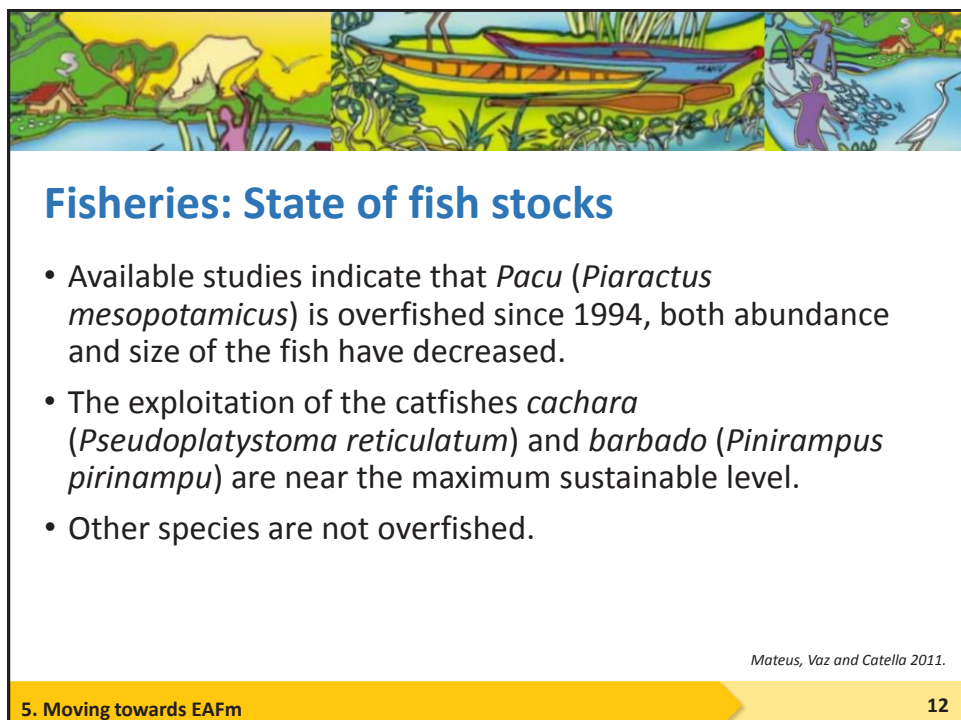 Fisheries: State of fish stocks
• Available studies indicate that Pacu (Piaractus
mesopotamicus) is overfished since 1994, both abundance
and size of the fish have decreased.
• The exploitation of the catfishes cachara
(Pseudoplatystoma reticulatum) and barbado (Pinirampus
pirinampu) are near the maximum sustainable level.
• Other species are not overfished.
Mateus, Vaz and Catella 2011.
5. Moving towards EAFm
12